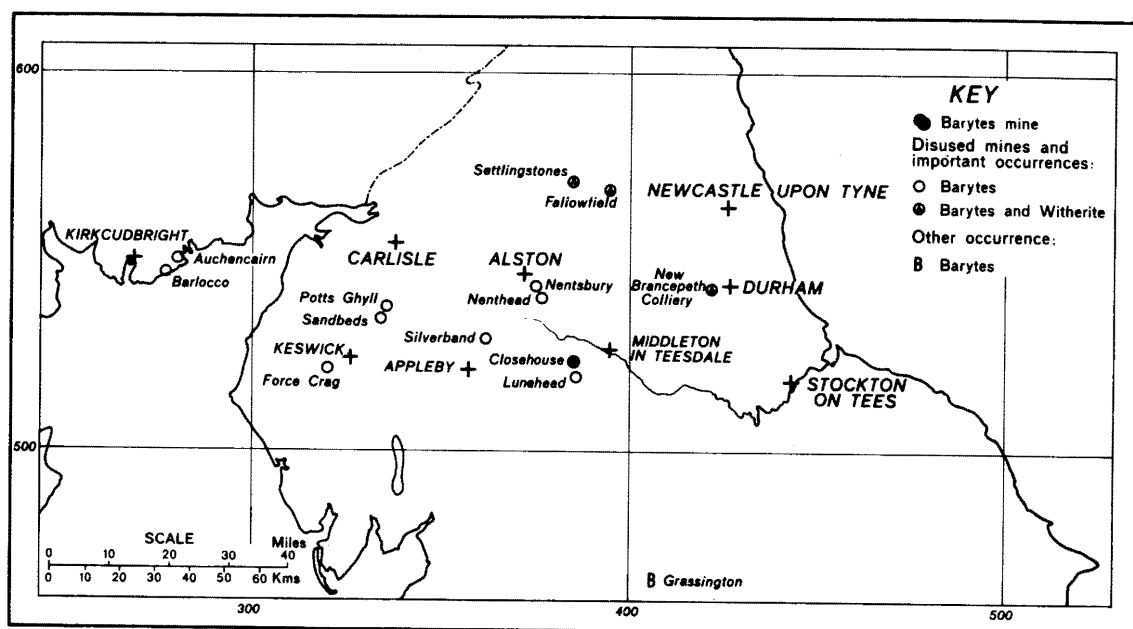 600
KEY
Barytes mine
Disused mines and
important occurrences:
Barytes
Barytes and Witherite
Other occurrence:
B Barytes
Settlingstones
Fallowfield
NEWCASTLE UPON TYNE
KIRKCUDBRIGHT
Auchencairn
Barlocco
CARLISLE
ALSTON
Nentsbury
Nenthead
New
Brancepeth
Colliery
DURHAM
Potts Ghyll
Sandbeds
Silverband
KESWICK
Force Crag
APPLEBY
Closehouse
Lunehead
MIDDLETON
IN TEESDALE
STOCKTON
ON TEES
500
SCALE
Miles
0 10 20 30 40
0 10 20 30 40 50 60 Kms
B Grassington
300
400
500